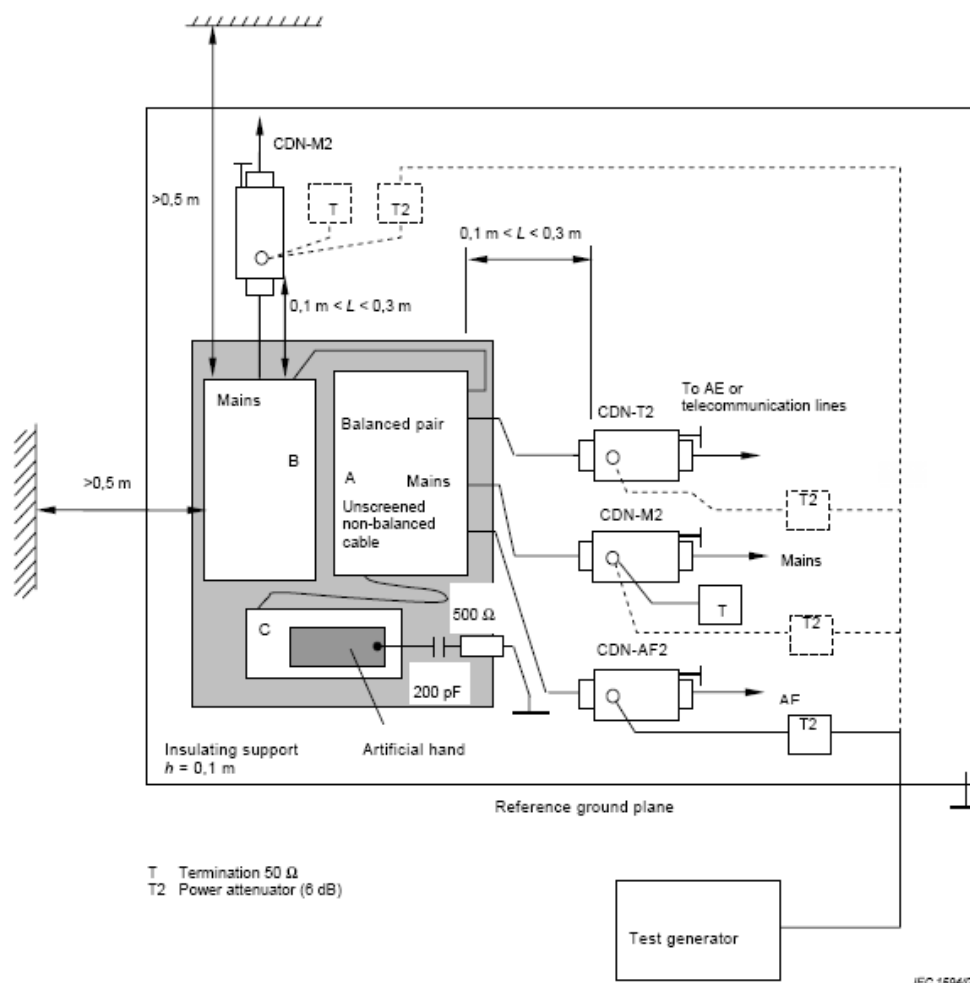 CDN-M2
>0,5 m
T
T2
0,1 m < L < 0,3 m
0,1 m < L < 0,3 m
Mains
B
Balanced pair
A
Mains
Unscreened
non-balanced
cable
CDN-T2
To AE or
telecommunication lines
>0,5 m
T2
CDN-M2
Mains
T
T2
C
500 Ω
200 pF
CDN-AF2
T2
Insulating support
h = 0,1 m
Artificial hand
Reference ground plane
T Termination 50 Ω
T2 Power attenuator (6 dB)
Test generator